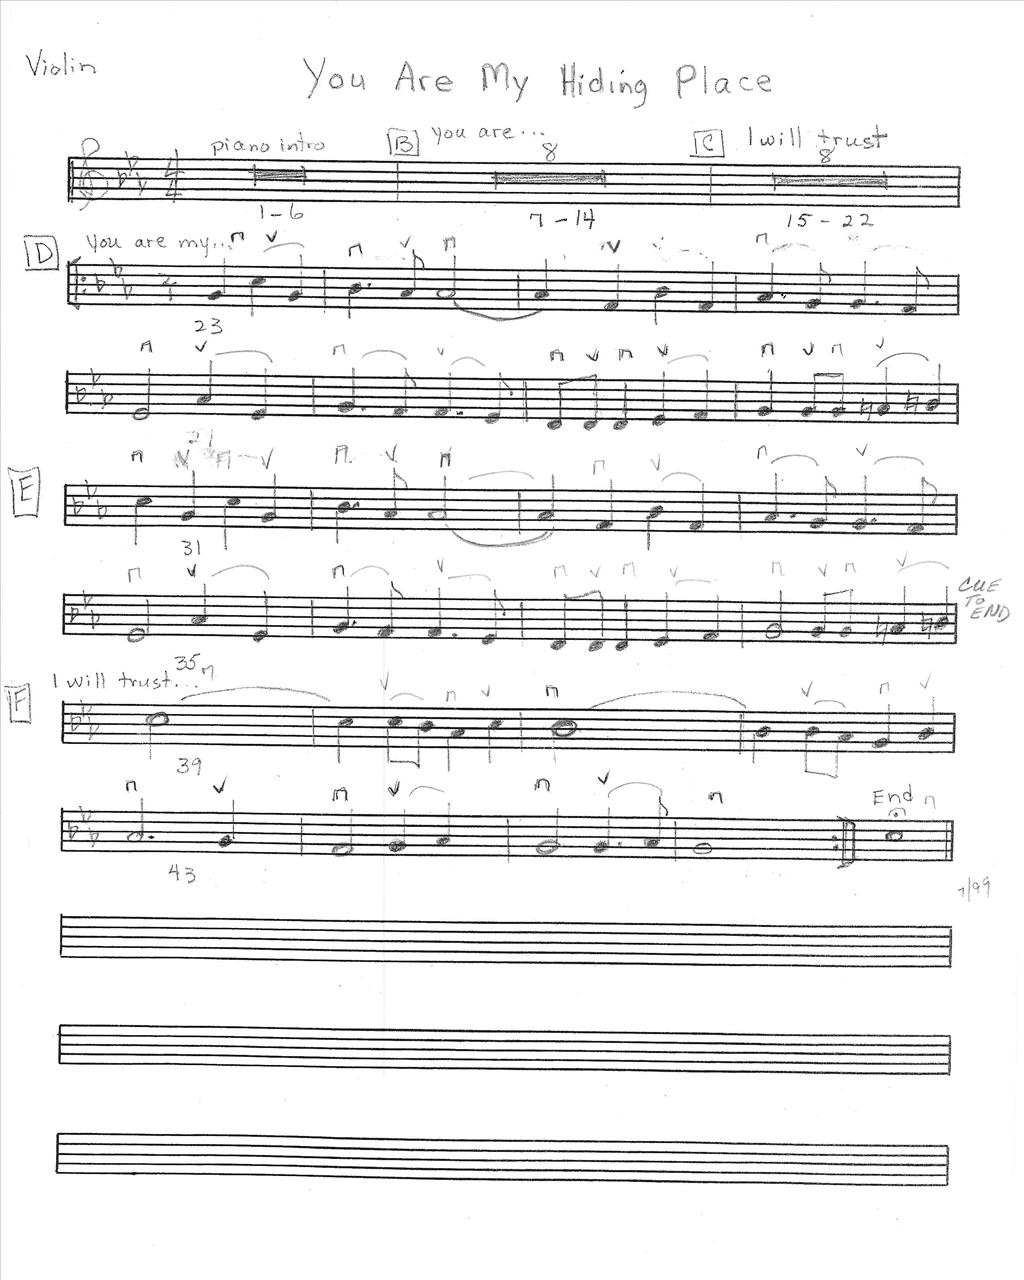 Violin
You Are My Hiding Place
piano intro
B You are...
8
C I will trust
8
1-6
7-14
15-22
D You are my...
23
E
31
CUE
TO
END
35
F I will trust...
39
End
43
7/99